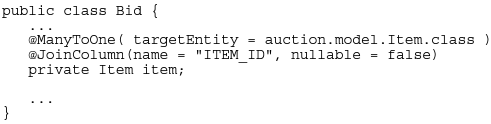 public class Bid {
...
@ManyToOne( targetEntity = auction.model.Item.class )
@JoinColumn(name = "ITEM_ID", nullable = false)
private Item item;
...
}